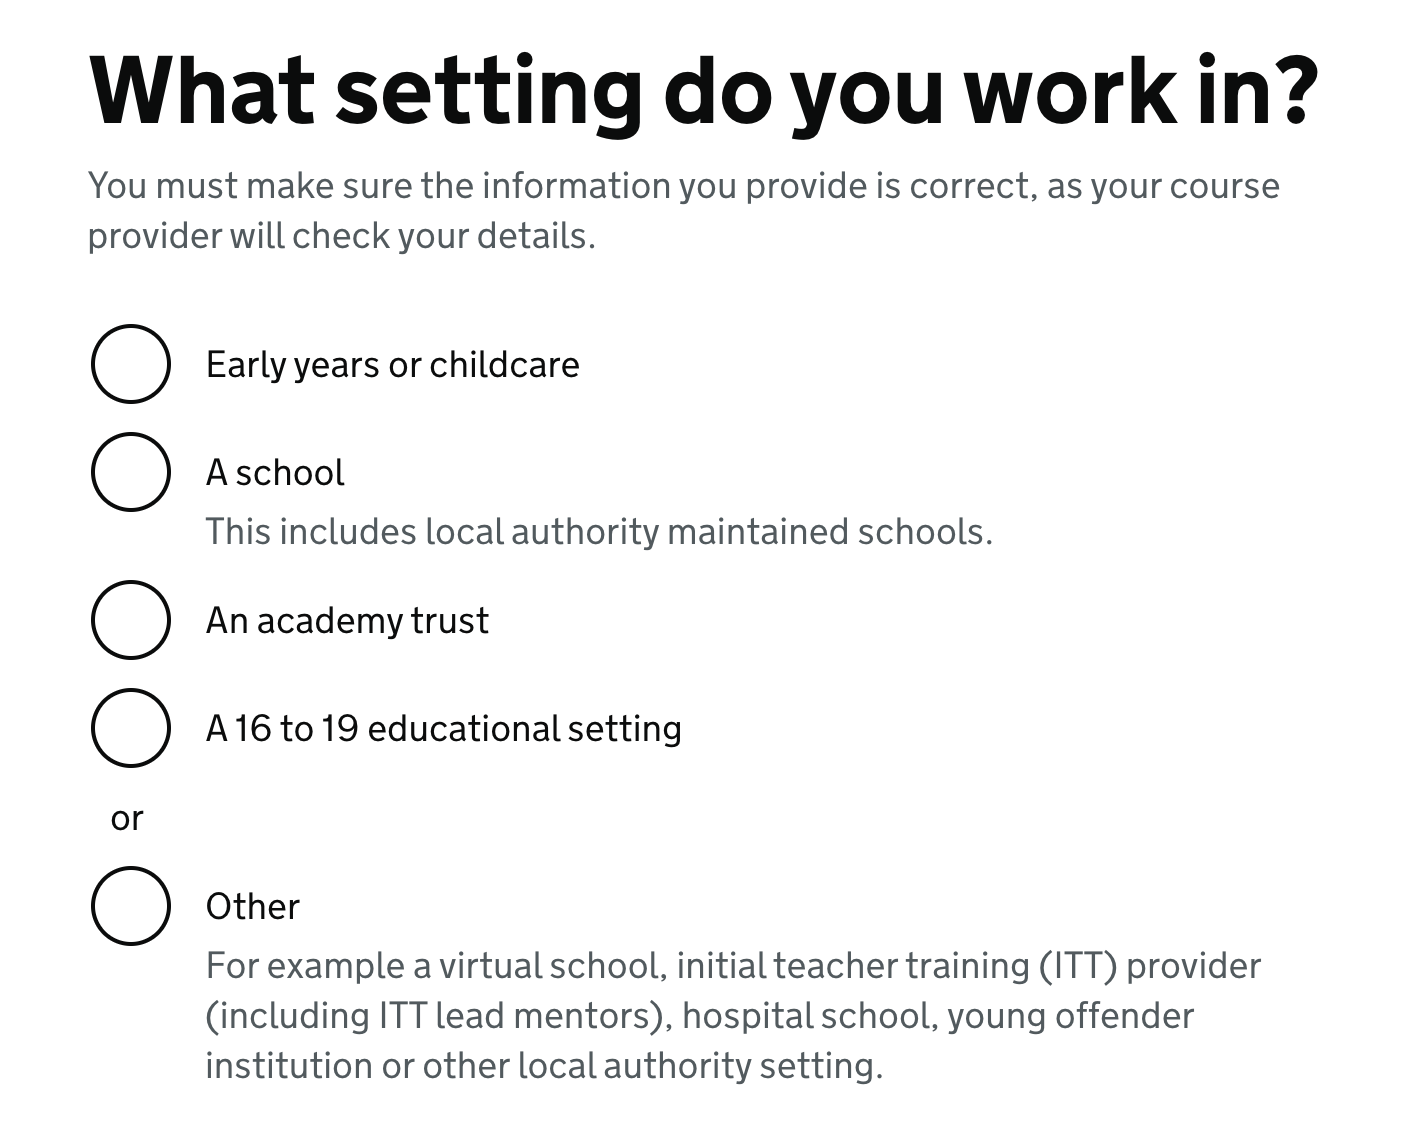 What setting do you work in?
You must make sure the information you provide is correct, as your course
provider will check your details.
Early years or childcare
A school
This includes local authority maintained schools.
An academy trust
A 16 to 19 educational setting
or
Other
For example a virtual school, initial teacher training (ITT) provider
(including ITT lead mentors), hospital school, young offender
institution or other local authority setting.